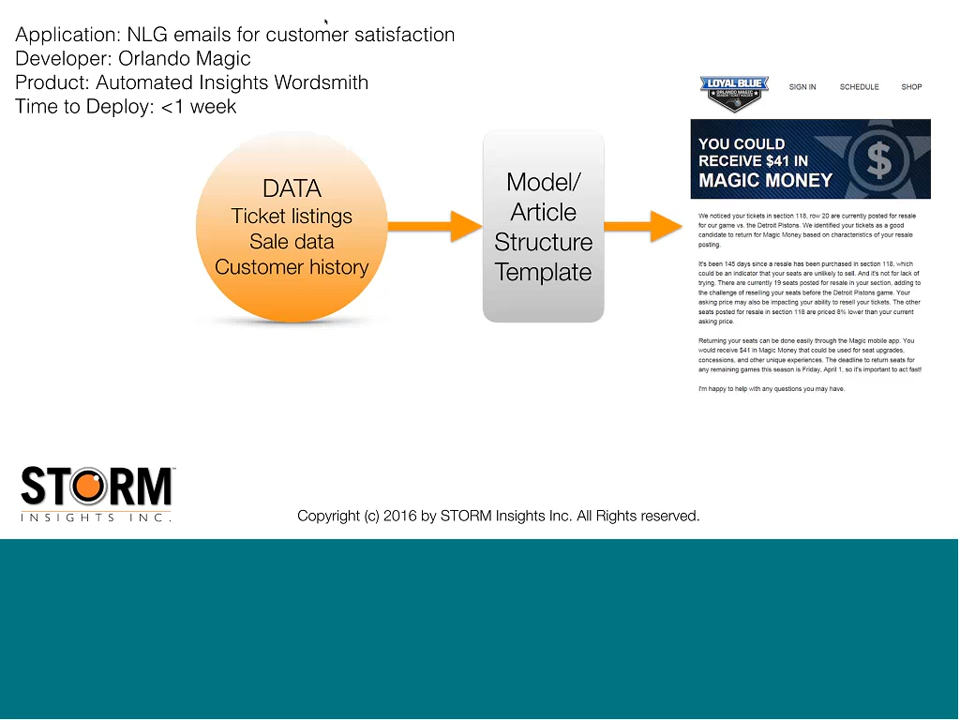 Application: NLG emails for customer satisfaction
Developer: Orlando Magic
Product: Automated Insights Wordsmith
Time to Deploy: <1 week
DATA
Ticket listings
Sale data
Customer history
Model/
Article
Structure
Template
LOYAL BLUE
ORLANDO MAGIC
SEASON TICKET HOLDER
SIGN IN SCHEDULE SHOP
YOU COULD
RECEIVE $41 IN
MAGIC MONEY
$
We noticed your tickets in section 118, row 20 are currently posted for resale
for our game vs. the Detroit Pistons. We identified your tickets as a good
candidate to return for Magic Money based on characteristics of your resale
posting.
It's been 145 days since a resale has been purchased in section 118, which
could be an indicator that your seats are unlikely to sell. And it's not for lack of
trying. There are currently 19 seats posted for resale in your section, adding to
the challenge of reselling your seats before the Detroit Pistons game. Your
asking price may also be impacting your ability to resell your tickets. The other
seats posted for resale in section 118 are priced 8% lower than your current
asking price.
Returning your seats can be done easily through the Magic mobile app. You
would receive $41 in Magic Money that could be used for seat upgrades,
concessions, and other unique experiences. The deadline to return seats for
any remaining games this season is Friday, April 1, so it's important to act fast!
I'm happy to help with any questions you may have.
STORM
INSIGHTS INC.
Copyright (c) 2016 by STORM Insights Inc. All Rights reserved.